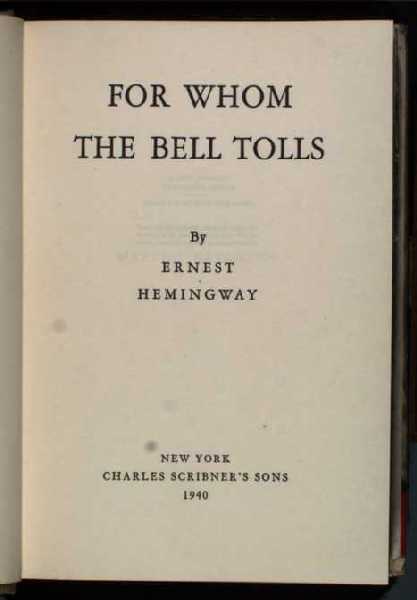 FOR WHOM
THE BELL TOLLS
By
ERNEST
HEMINGWAY
NEW YORK
CHARLES SCRIBNER'S SONS
1940